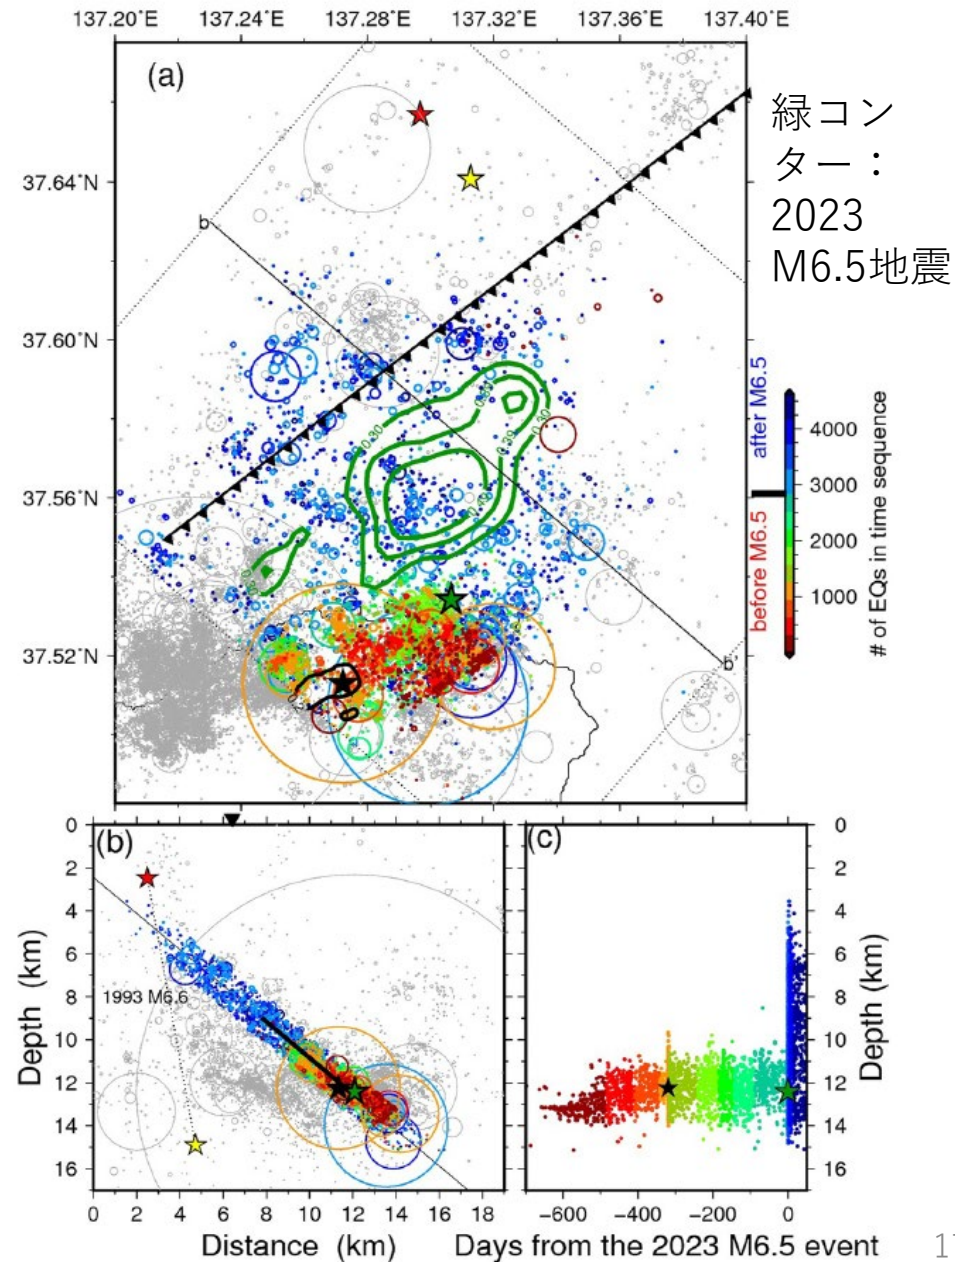 137.20°E 137.24°E 137.28°E 137.32°E 137.36°E 137.40°E
(a)
緑コン
ター：
2023
M6.5地震
37.64°N
37.60°N
37.56°N
37.52°N
b
b'
0.30
0.30
before M6.5 after M6.5
4000
3000
2000
1000
# of EQs in time sequence
(b)
0
2
4
6
8
10
12
14
16
Depth (km)
1993 M6.6
0 2 4 6 8 10 12 14 16 18
Distance (km)
(c)
0
2
4
6
8
10
12
14
16
Depth (km)
−600 −400 −200 0
Days from the 2023 M6.5 event